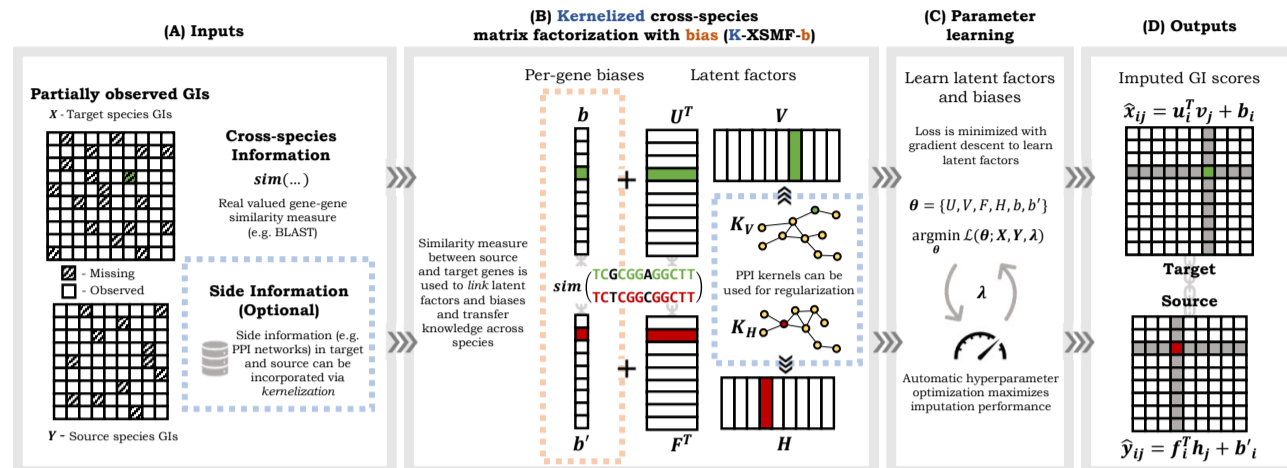 (A) Inputs
Partially observed GIs
X - Target species GIs
Cross-species
Information
sim(...)
Real valued gene-gene
similarity measure
(e.g. BLAST)
- Missing
- Observed
Side Information
(Optional)
Side information (e.g.
PPI networks) in target
and source can be
incorporated via
kernelization
Y - Source species GIs
(B) Kernelized cross-species
matrix factorization with bias (K-XSMF-b)
Per-gene biases
Latent factors
b
U^T
V
+
Similarity measure
between source
and target genes is
used to link latent
factors and biases
and transfer
knowledge across
species
sim(
TCGCGGAGGCTT
TCTCGGCGGCTT
)
K_V
PPI kernels can be
used for regularization
K_H
+
b'
F^T
H
(C) Parameter
learning
Learn latent factors
and biases
Loss is minimized with
gradient descent to learn
latent factors
θ = {U, V, F, H, b, b'}
argmin ℒ(θ; X, Y, λ)
θ
λ
Automatic hyperparameter
optimization maximizes
imputation performance
(D) Outputs
Imputed GI scores
x̂_ij = u_i^T v_j + b_i
Target
Source
ŷ_ij = f_i^T h_j + b'_i